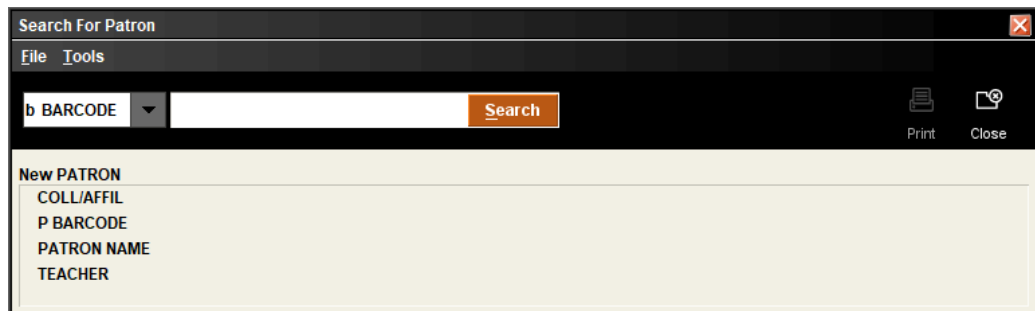 Search For Patron
File Tools
b BARCODE Search
Print Close
New PATRON
COLL/AFFIL
P BARCODE
PATRON NAME
TEACHER